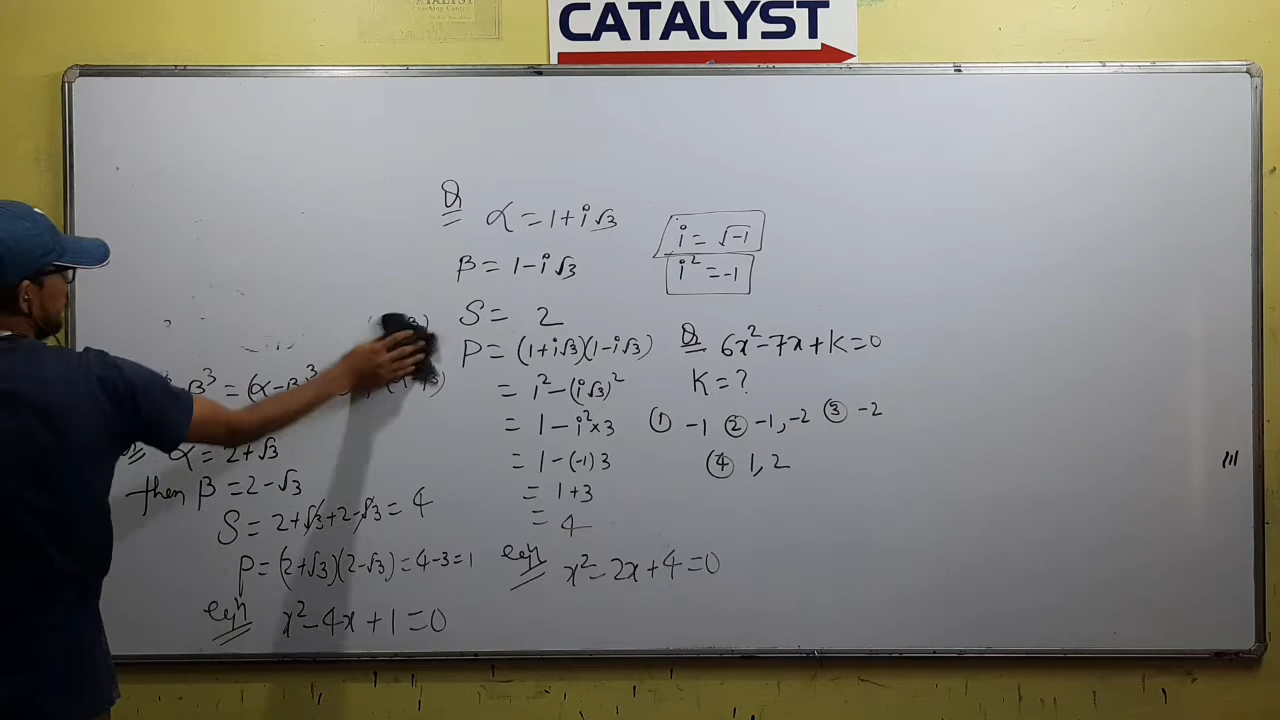 CATALYST
Q α = 1+i√3
β = 1-i√3
S = 2
P = (1+i√3)(1-i√3)
= 1² - (i√3)²
= 1 - i²×3
= 1 - (-1)3
= 1+3
= 4
eqn x² - 2x + 4 = 0
i = √-1
i² = -1
Q 6x² - 7x + K = 0
K = ?
① -1 ② -1, -2 ③ -2
④ 1, 2
β³ = (α-β³
α = 2+√3
then β = 2-√3
S = 2+√3+2-√3 = 4
P = (2+√3)(2-√3) = 4-3 = 1
eqn x² - 4x + 1 = 0